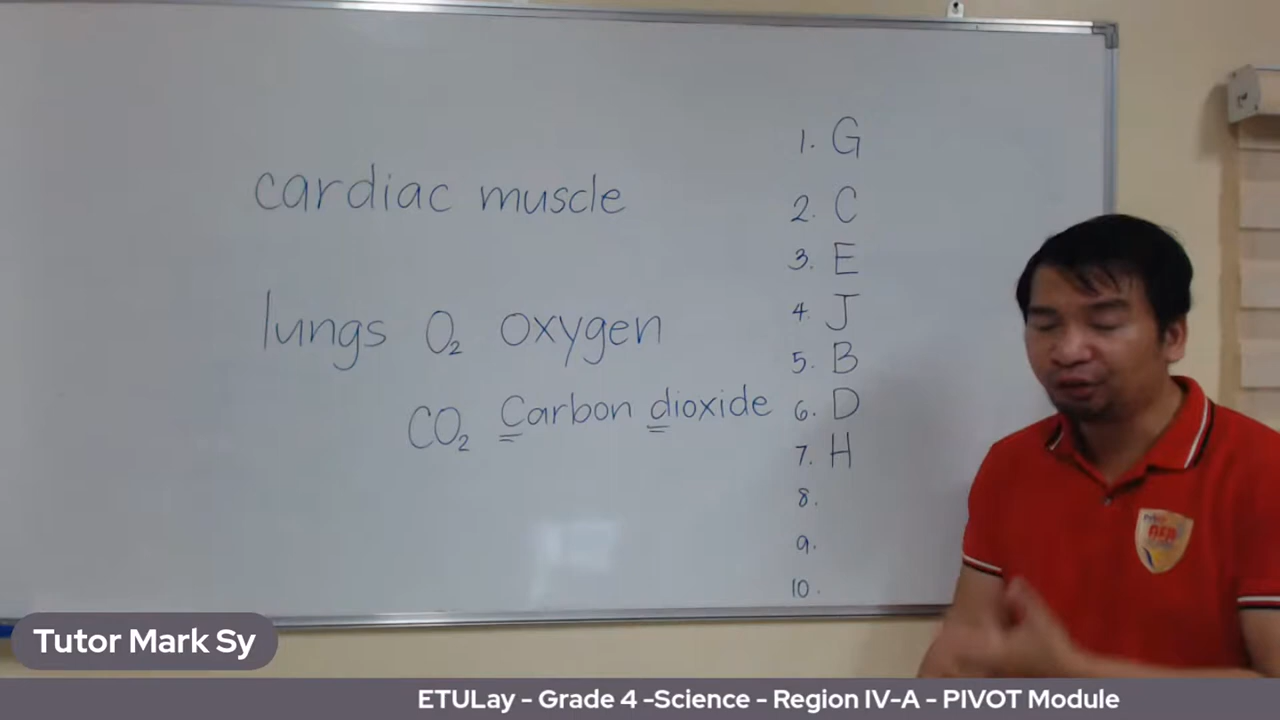 cardiac muscle
lungs O₂ oxygen
CO₂ Carbon dioxide
1. G
2. C
3. E
4. J
5. B
6. D
7. H
8.
9.
10.
Tutor Mark Sy
ETULay - Grade 4 -Science - Region IV-A - PIVOT Module